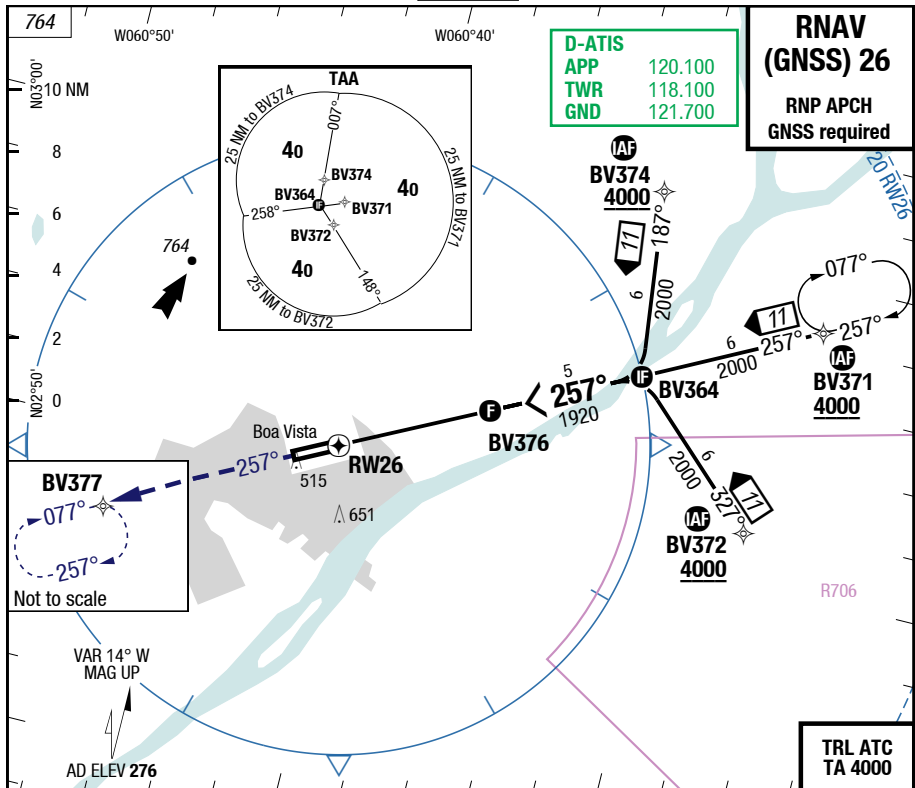 764
W060°50'
W060°40'
RNAV
(GNSS) 26
RNP APCH
GNSS required
D-ATIS
APP 120.100
TWR 118.100
GND 121.700
N03°00'
10 NM
8
6
4
2
0
N02°50'
TAA
25 NM to BV374
007°
40
BV374
BV364
IF
BV371
40
258°
BV372
25 NM to BV371
40
148°
25 NM to BV372
764
IAF
BV374
4000
187°
11
6
2000
20 RW26
077°
257°
11
6
257°
2000
IAF
BV371
4000
IF
BV364
5
257°
1920
F
BV376
Boa Vista
RW26
257°
515
651
BV377
077°
257°
Not to scale
6
2000
327°
11
IAF
BV372
4000
R706
VAR 14° W
MAG UP
AD ELEV 276
TRL ATC
TA 4000